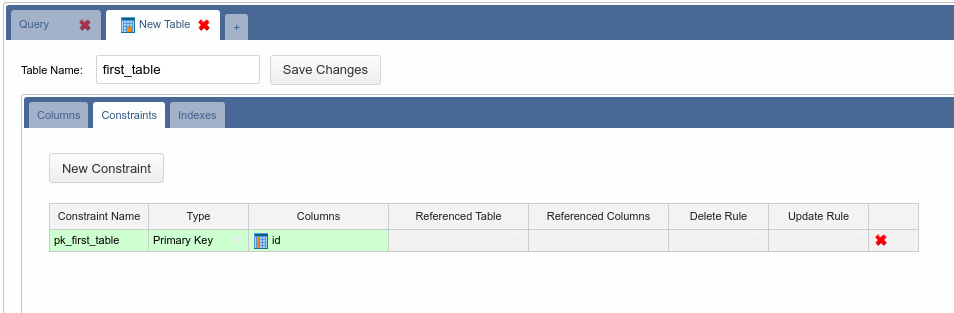 Query New Table +
Table Name: first_table Save Changes
Columns Constraints Indexes
New Constraint
Constraint Name Type Columns Referenced Table Referenced Columns Delete Rule Update Rule
pk_first_table Primary Key id